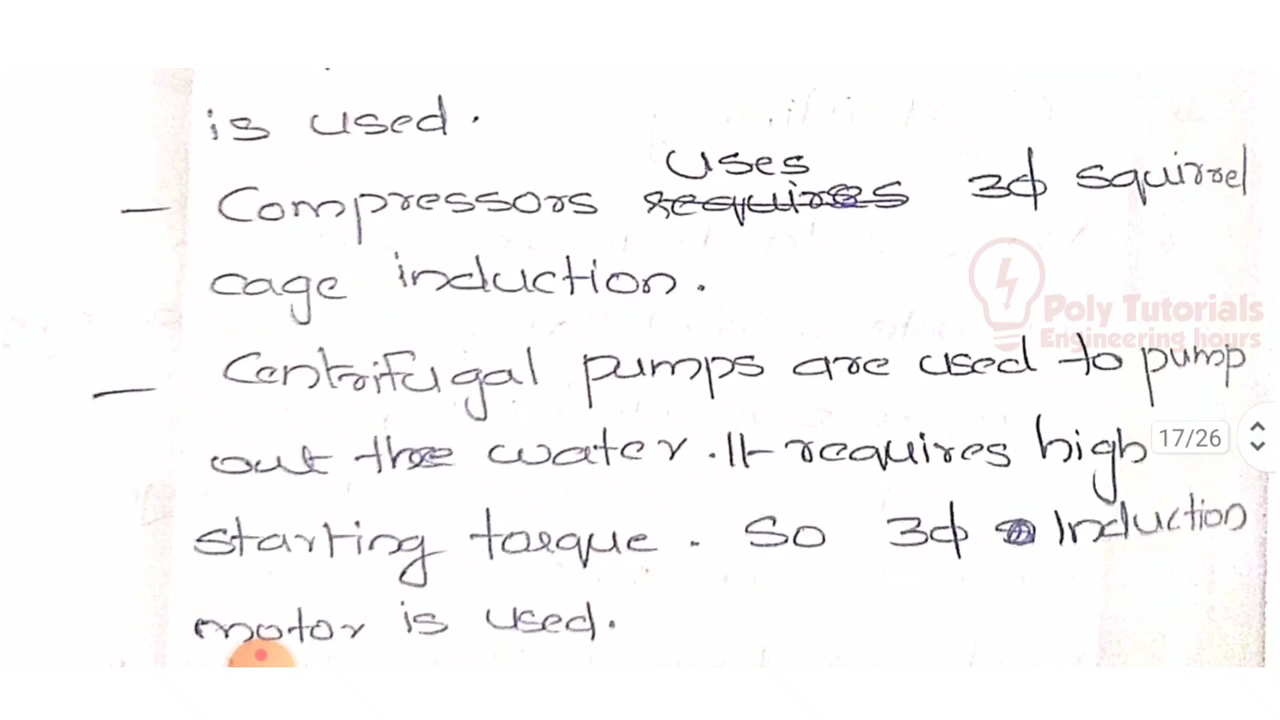 is used.
uses
- Compressors requires 3ϕ squirrel
cage induction.
Poly Tutorials
Engineering hours
- Centrifugal pumps are used to pump
out the water. It requires high
17/26
starting torque. So 3ϕ Induction
motor is used.